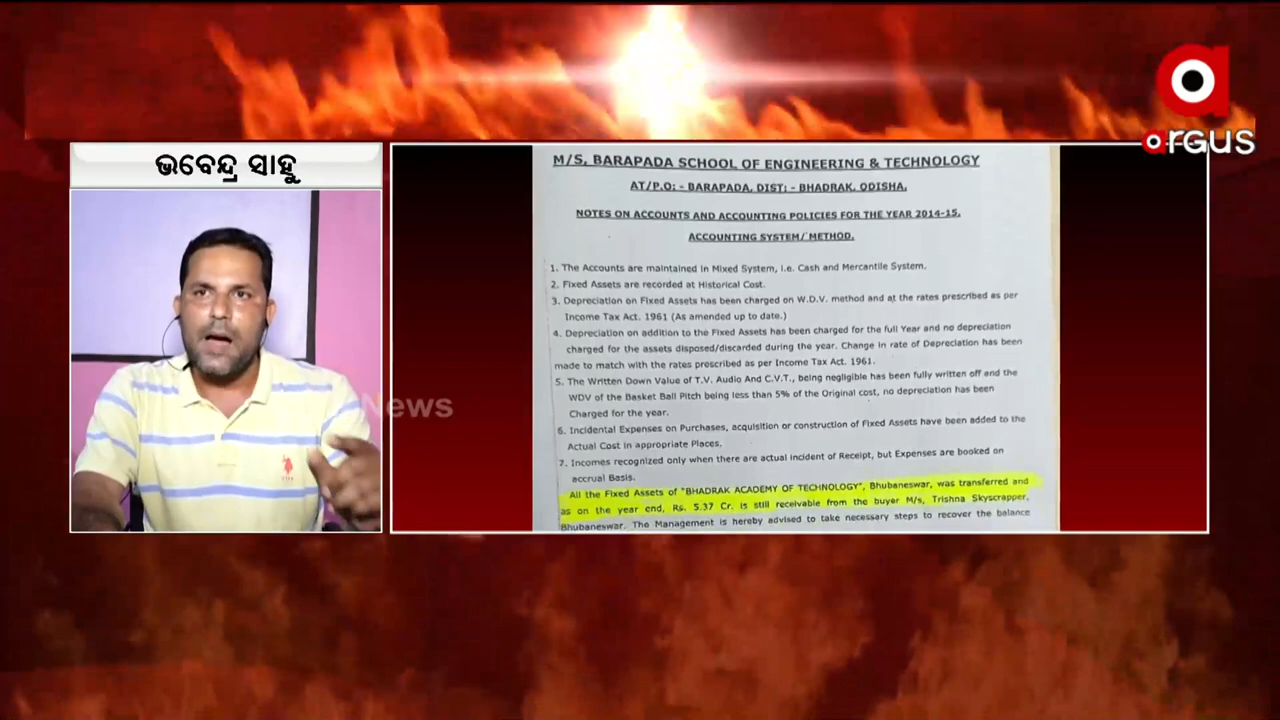 argus
ଭବେନ୍ଦ୍ର ସାହୁ
News
M/S, BARAPADA SCHOOL OF ENGINEERING & TECHNOLOGY
AT/P.O: - BARAPADA, DIST: - BHADRAK, ODISHA.
NOTES ON ACCOUNTS AND ACCOUNTING POLICIES FOR THE YEAR 2014-15.
ACCOUNTING SYSTEM/ METHOD.
1. The Accounts are maintained in Mixed System, i.e. Cash and Mercantile System.
2. Fixed Assets are recorded at Historical Cost.
3. Depreciation on Fixed Assets has been charged on W.D.V. method and at the rates prescribed as per
Income Tax Act. 1961 (As amended up to date.)
4. Depreciation on addition to the Fixed Assets has been charged for the full Year and no depreciation
charged for the assets disposed/discarded during the year. Change in rate of Depreciation has been
made to match with the rates prescribed as per Income Tax Act. 1961.
5. The Written Down Value of T.V. Audio And C.V.T., being negligible has been fully written off and the
WDV of the Basket Ball Pitch being less than 5% of the Original cost, no depreciation has been
Charged for the year.
6. Incidental Expenses on Purchases, acquisition or construction of Fixed Assets have been added to the
Actual Cost in appropriate Places.
7. Incomes recognized only when there are actual incident of Receipt, but Expenses are booked on
accrual Basis.
All the Fixed Assets of "BHADRAK ACADEMY OF TECHNOLOGY", Bhubaneswar, was transferred and
as on the year end, Rs. 5.37 Cr. is still receivable from the buyer M/s, Trishna Skyscrapper,
Bhubaneswar. The Management is hereby advised to take necessary steps to recover the balance